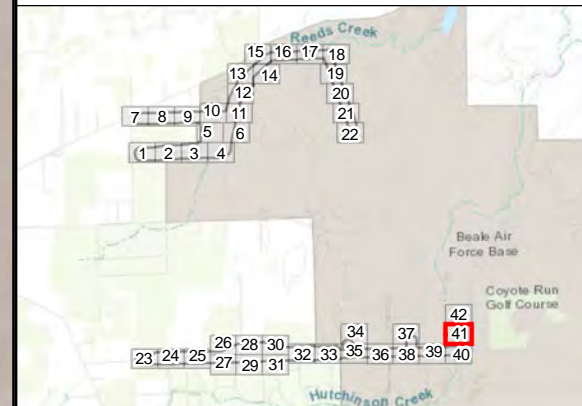 Reeds Creek
15 16 17 18
13 14 19
12 20
7 8 9 10 11 21
5 6 22
1 2 3 4
Beale Air
Force Base
Coyote Run
Golf Course
42
34 37 41
26 28 30
23 24 25 27 29 31 32 33 35 36 38 39 40
Hutchinson Creek